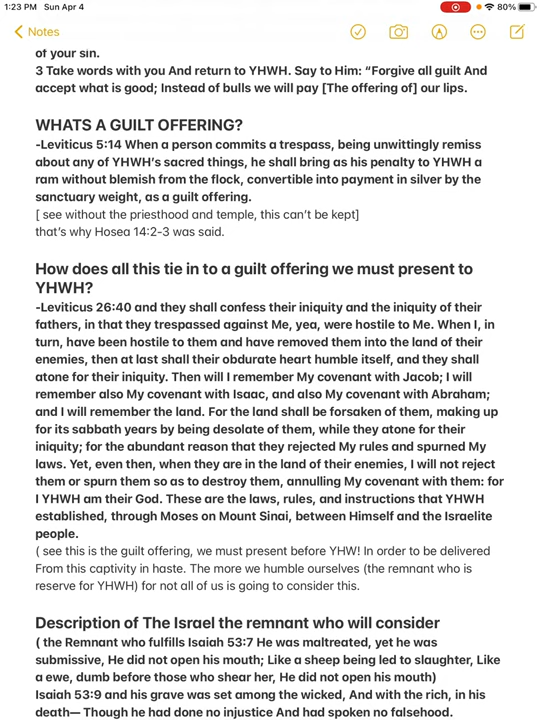 1:23 PM Sun Apr 4 80%
Notes
of your sin.
3 Take words with you And return to YHWH. Say to Him: “Forgive all guilt And
accept what is good; Instead of bulls we will pay [The offering of] our lips.
WHATS A GUILT OFFERING?
-Leviticus 5:14 When a person commits a trespass, being unwittingly remiss
about any of YHWH’s sacred things, he shall bring as his penalty to YHWH a
ram without blemish from the flock, convertible into payment in silver by the
sanctuary weight, as a guilt offering.
[ see without the priesthood and temple, this can’t be kept]
that’s why Hosea 14:2-3 was said.
How does all this tie in to a guilt offering we must present to
YHWH?
-Leviticus 26:40 and they shall confess their iniquity and the iniquity of their
fathers, in that they trespassed against Me, yea, were hostile to Me. When I, in
turn, have been hostile to them and have removed them into the land of their
enemies, then at last shall their obdurate heart humble itself, and they shall
atone for their iniquity. Then will I remember My covenant with Jacob; I will
remember also My covenant with Isaac, and also My covenant with Abraham;
and I will remember the land. For the land shall be forsaken of them, making up
for its sabbath years by being desolate of them, while they atone for their
iniquity; for the abundant reason that they rejected My rules and spurned My
laws. Yet, even then, when they are in the land of their enemies, I will not reject
them or spurn them so as to destroy them, annulling My covenant with them: for
I YHWH am their God. These are the laws, rules, and instructions that YHWH
established, through Moses on Mount Sinai, between Himself and the Israelite
people.
( see this is the guilt offering, we must present before YHW! In order to be delivered
From this captivity in haste. The more we humble ourselves (the remnant who is
reserve for YHWH) for not all of us is going to consider this.
Description of The Israel the remnant who will consider
( the Remnant who fulfills Isaiah 53:7 He was maltreated, yet he was
submissive, He did not open his mouth; Like a sheep being led to slaughter, Like
a ewe, dumb before those who shear her, He did not open his mouth)
Isaiah 53:9 and his grave was set among the wicked, And with the rich, in his
death— Though he had done no injustice And had spoken no falsehood.